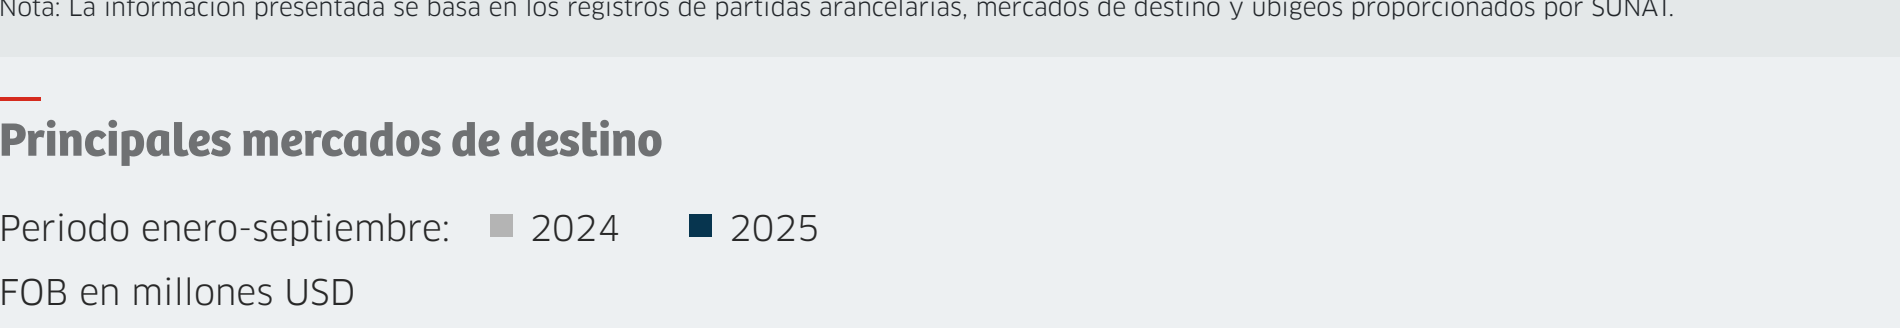 Nota: La información presentada se basa en los registros de partidas arancelarias, mercados de destino y ubigeos proporcionados por SUNAT.
Principales mercados de destino
Periodo enero-septiembre: 2024 2025
FOB en millones USD